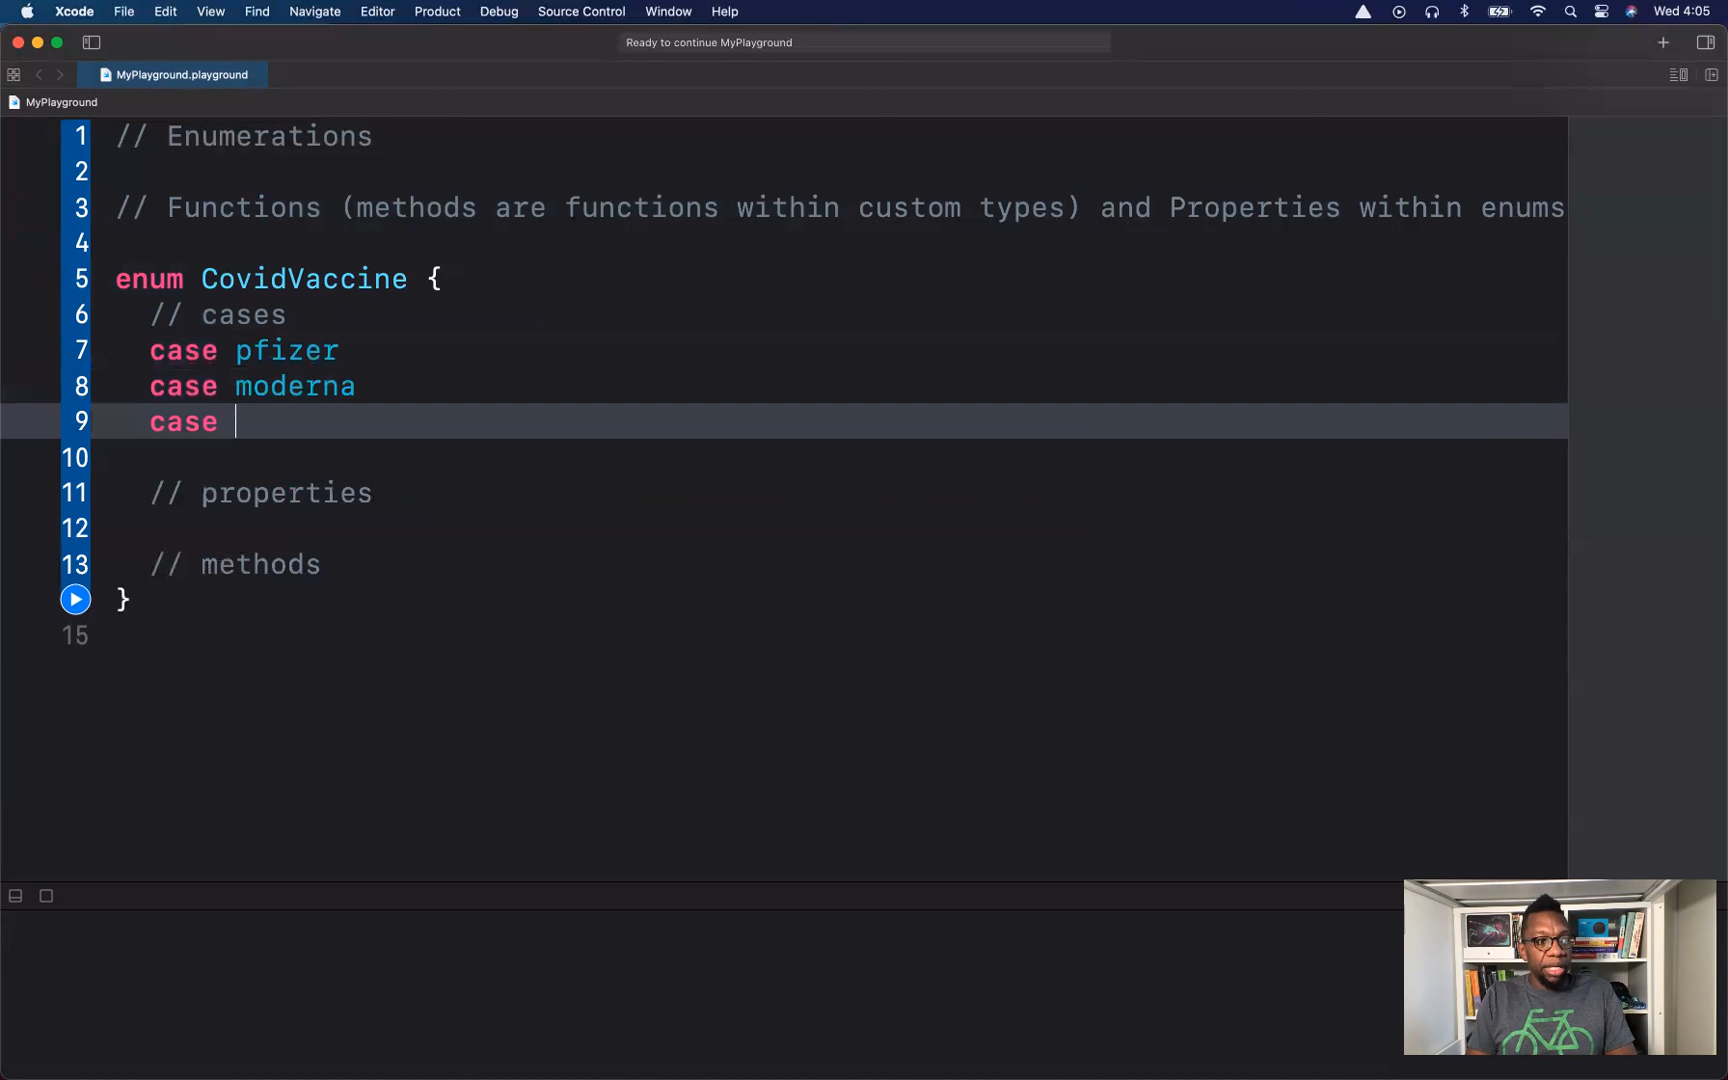 Xcode File Edit View Find Navigate Editor Product Debug Source Control Window Help Wed 4:05
Ready to continue MyPlayground
MyPlayground.playground
MyPlayground
1 // Enumerations
2
3 // Functions (methods are functions within custom types) and Properties within enums
4
5 enum CovidVaccine {
6 // cases
7 case pfizer
8 case moderna
9 case
10
11 // properties
12
13 // methods
}
15